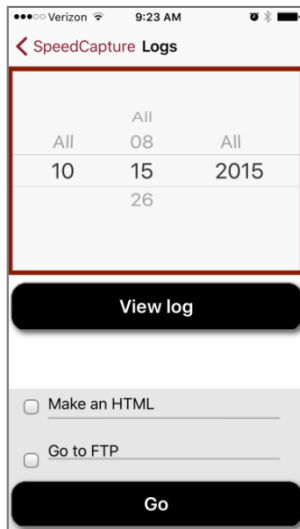 Verizon 9:23 AM
SpeedCapture Logs
All
All 08 All
10 15 2015
26
View log
Make an HTML
Go to FTP
Go